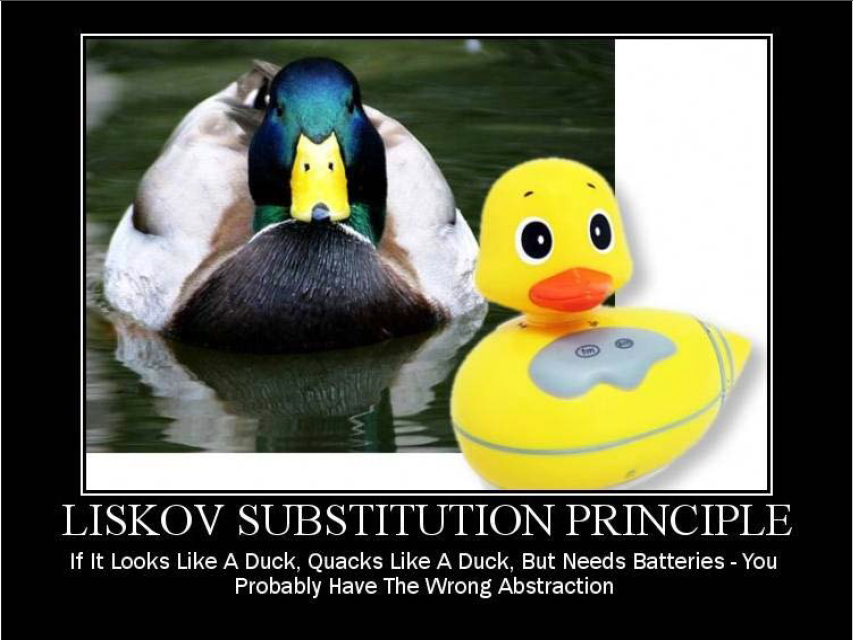 LISKOV SUBSTITUTION PRINCIPLE
If It Looks Like A Duck, Quacks Like A Duck, But Needs Batteries - You
Probably Have The Wrong Abstraction